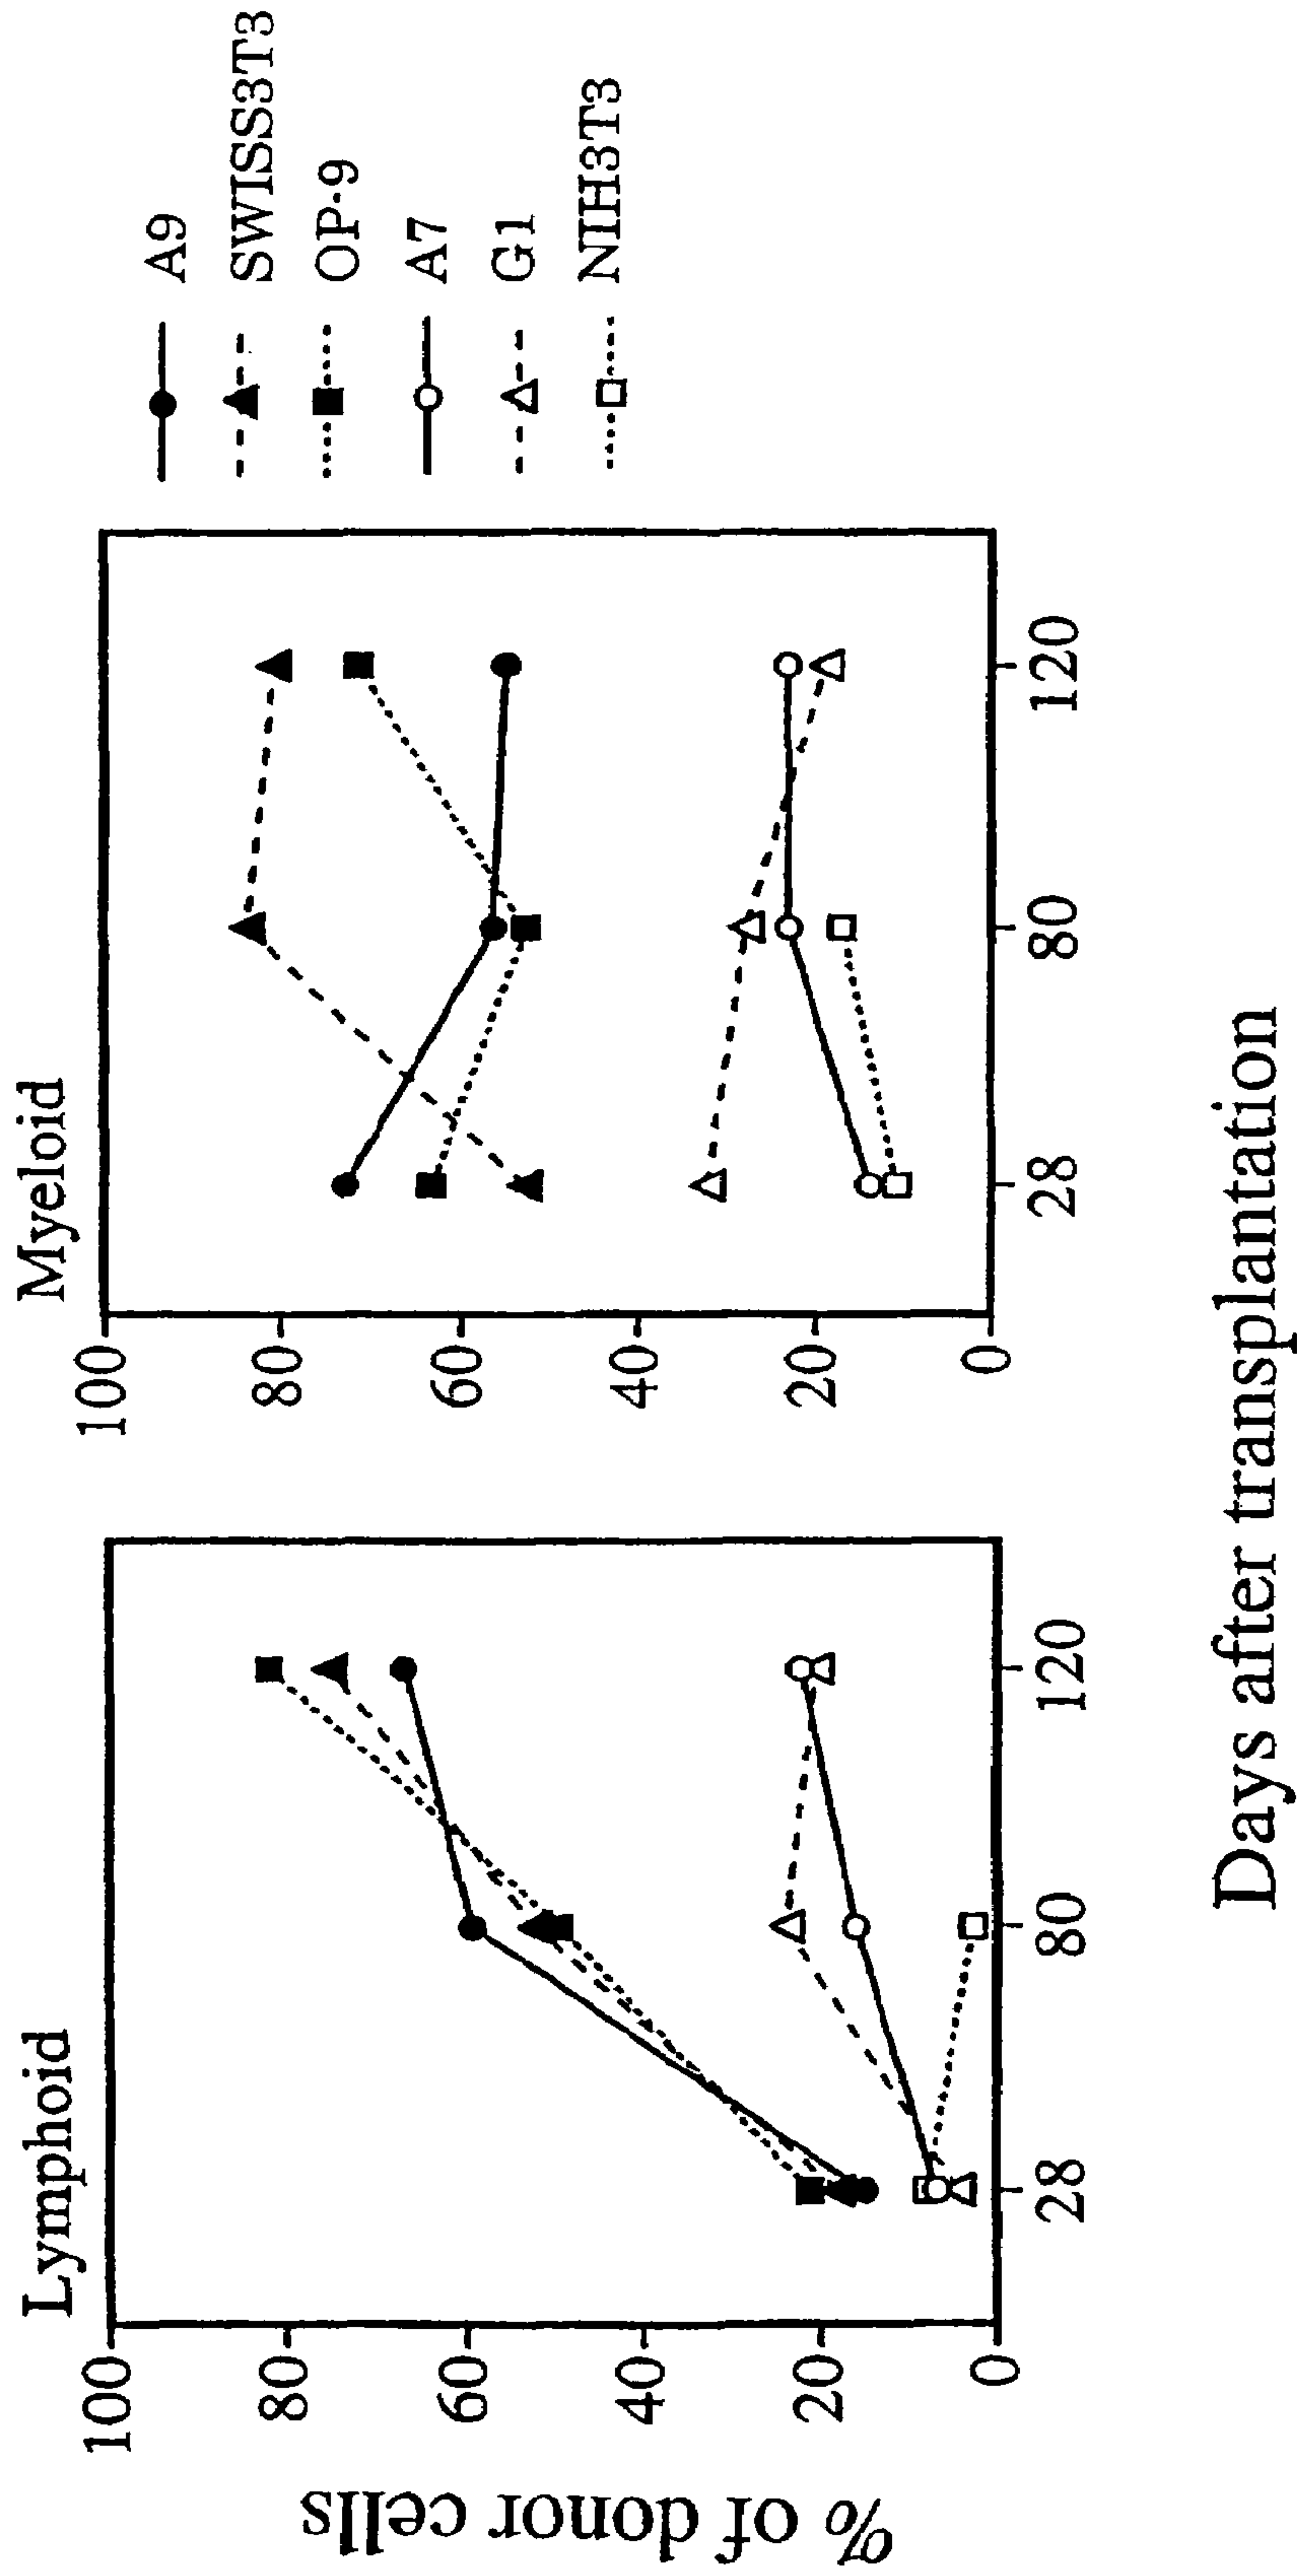 Lymphoid
100
80
60
40
20
0
28
80
120
% of donor cells
Myeloid
100
80
60
40
20
0
28
80
120
Days after transplantation
A9
SWISS3T3
OP-9
A7
G1
NIH3T3